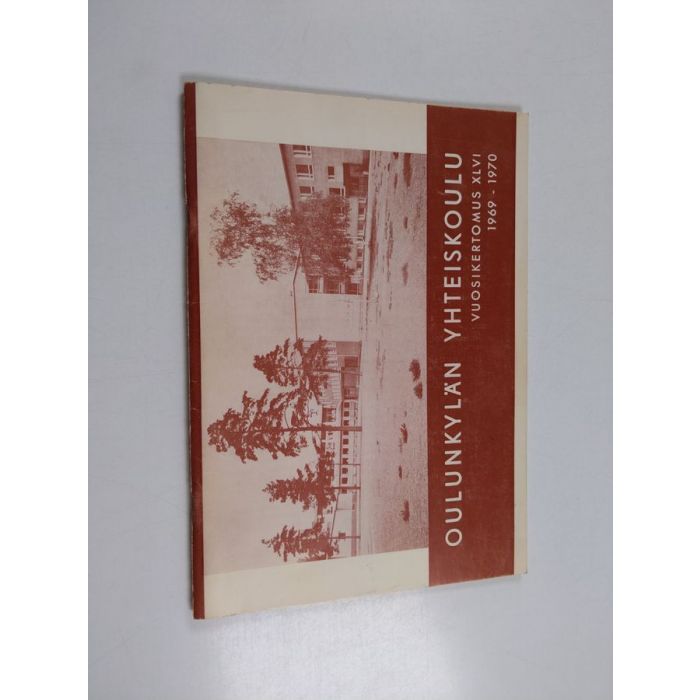 OULUNKYLÄN YHTEISKOULU
VUOSIKERTOMUS XLVI
1969 - 1970